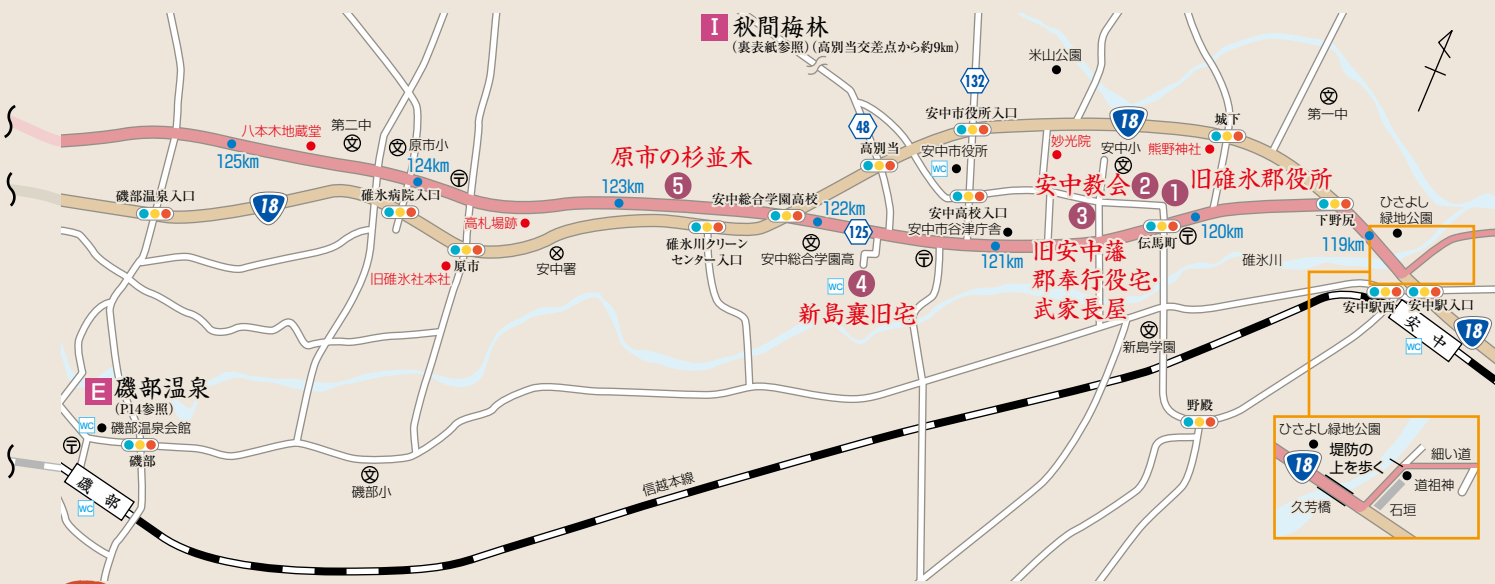 I 秋間梅林
(裏表紙参照)(高別当交差点から約9km)
米山公園
132
第一中
18
安中市役所入口
城下
48
八本木地蔵堂
第二中
原市小
高別当
安中市役所
WC
妙光院
安中小
熊野神社
125km
124km
原市の杉並木
5
123km
安中教会
2
1
旧碓氷郡役所
磯部温泉入口
18
碓氷病院入口
安中総合学園高校
122km
安中高校入口
3
伝馬町
120km
下野尻
ひさよし
緑地公園
高札場跡
125
安中市谷津庁舎
119km
原市
旧碓氷社本社
安中署
碓氷川クリーン
センター入口
安中総合学園高
121km
旧安中藩
郡奉行役宅・
武家長屋
碓氷川
WC
4
新島襄旧宅
安中駅西
安中駅入口
新島学園
安中
18
WC
E 磯部温泉
(P14参照)
WC
磯部温泉会館
磯部
野殿
磯部
WC
磯部小
信越本線
ひさよし緑地公園
18
堤防の
上を歩く
細い道
道祖神
久芳橋
石垣